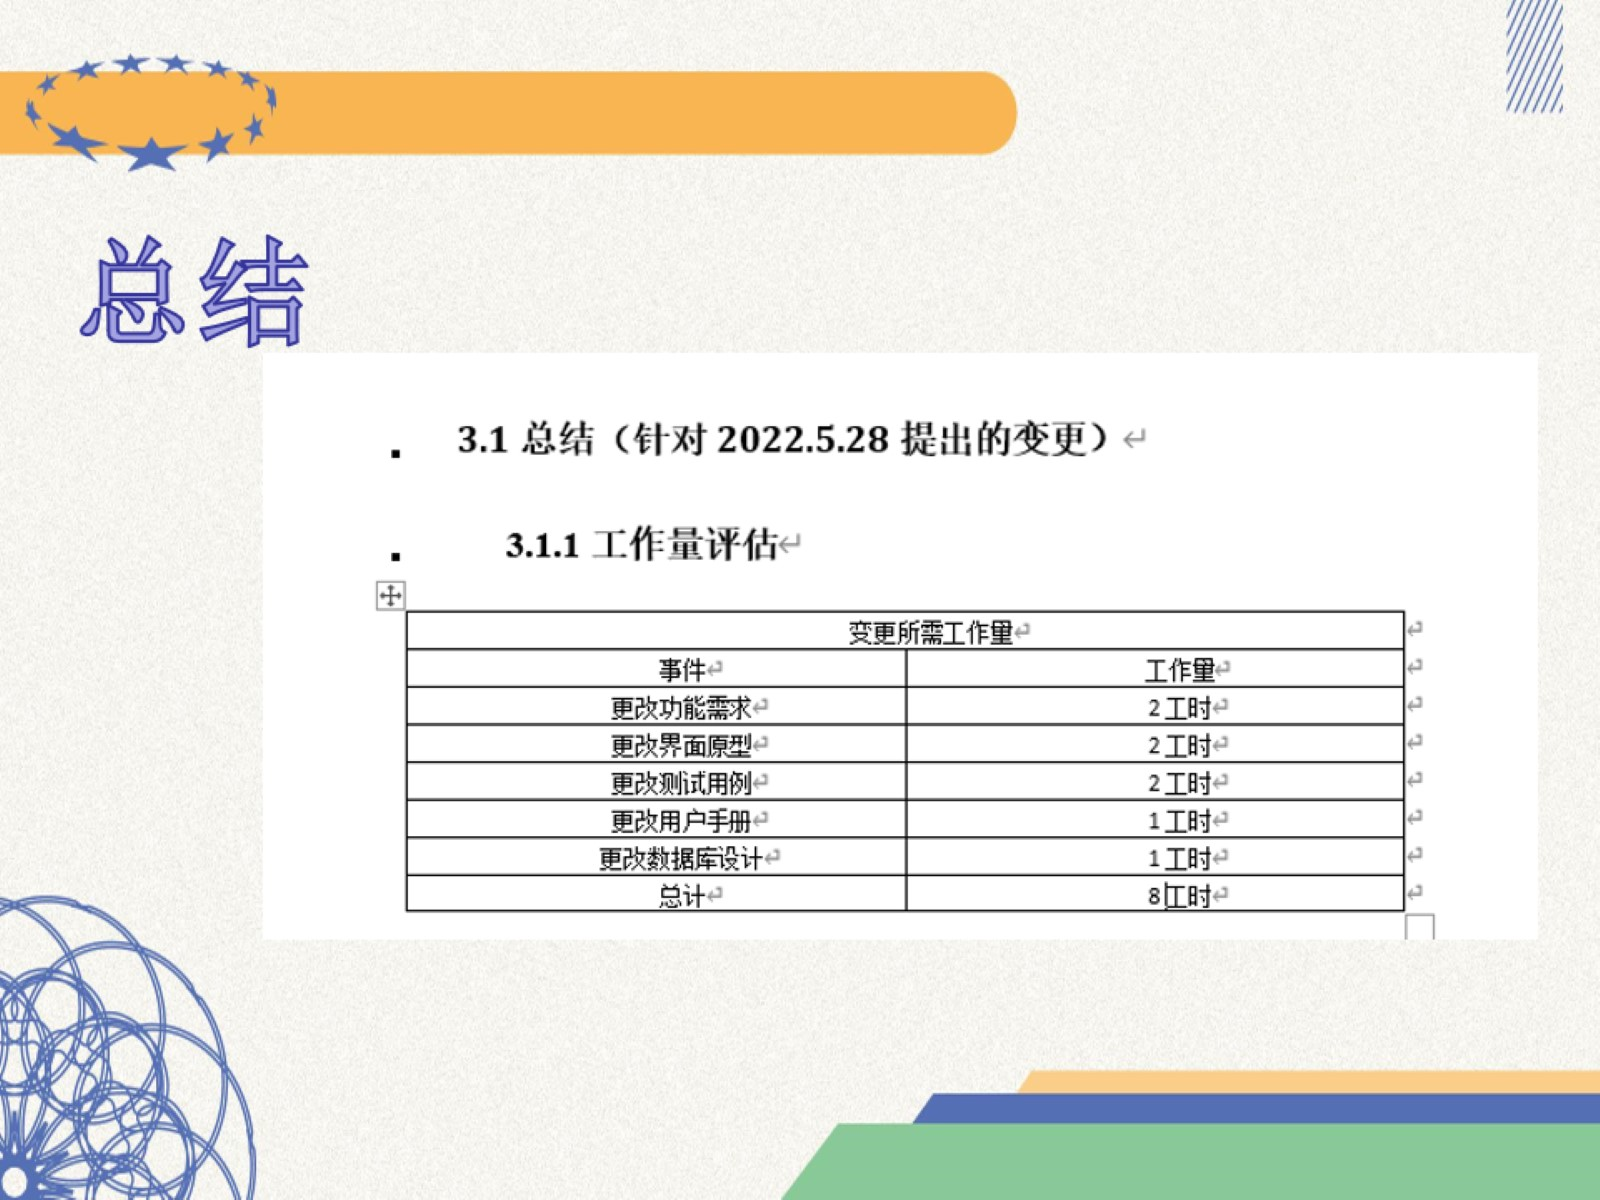 总结
3.1 总结（针对 2022.5.28 提出的变更）
3.1.1 工作量评估
变更所需工作量
事件 工作量
更改功能需求 2 工时
更改界面原型 2 工时
更改测试用例 2 工时
更改用户手册 1 工时
更改数据库设计 1 工时
总计 8 工时